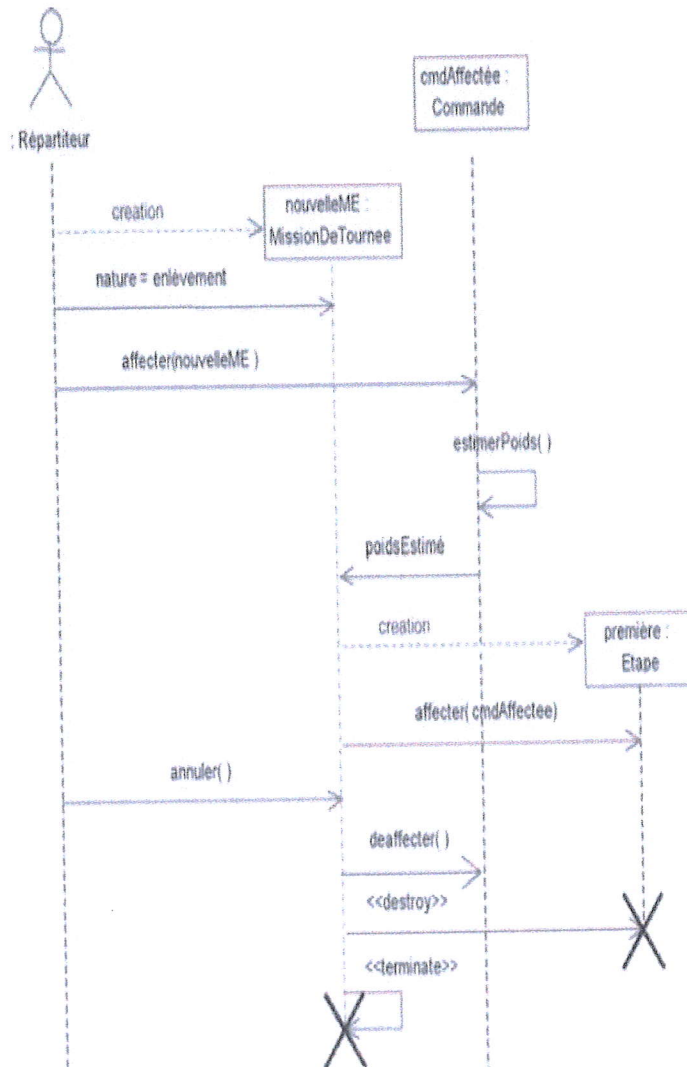 cmdAffectée :
Commande
: Répartiteur
creation
nouvelleME :
MissionDeTournee
nature = enlèvement
affecter(nouvelleME )
estimerPoids( )
poidsEstimé
creation
première :
Etape
affecter( cmdAffectee)
annuler( )
deaffecter( )
<<destroy>>
<<terminate>>